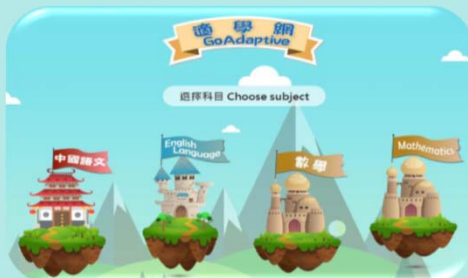 適學網
GoAdaptive
選擇科目 Choose subject
中國語文
English
Language
數學
Mathematics